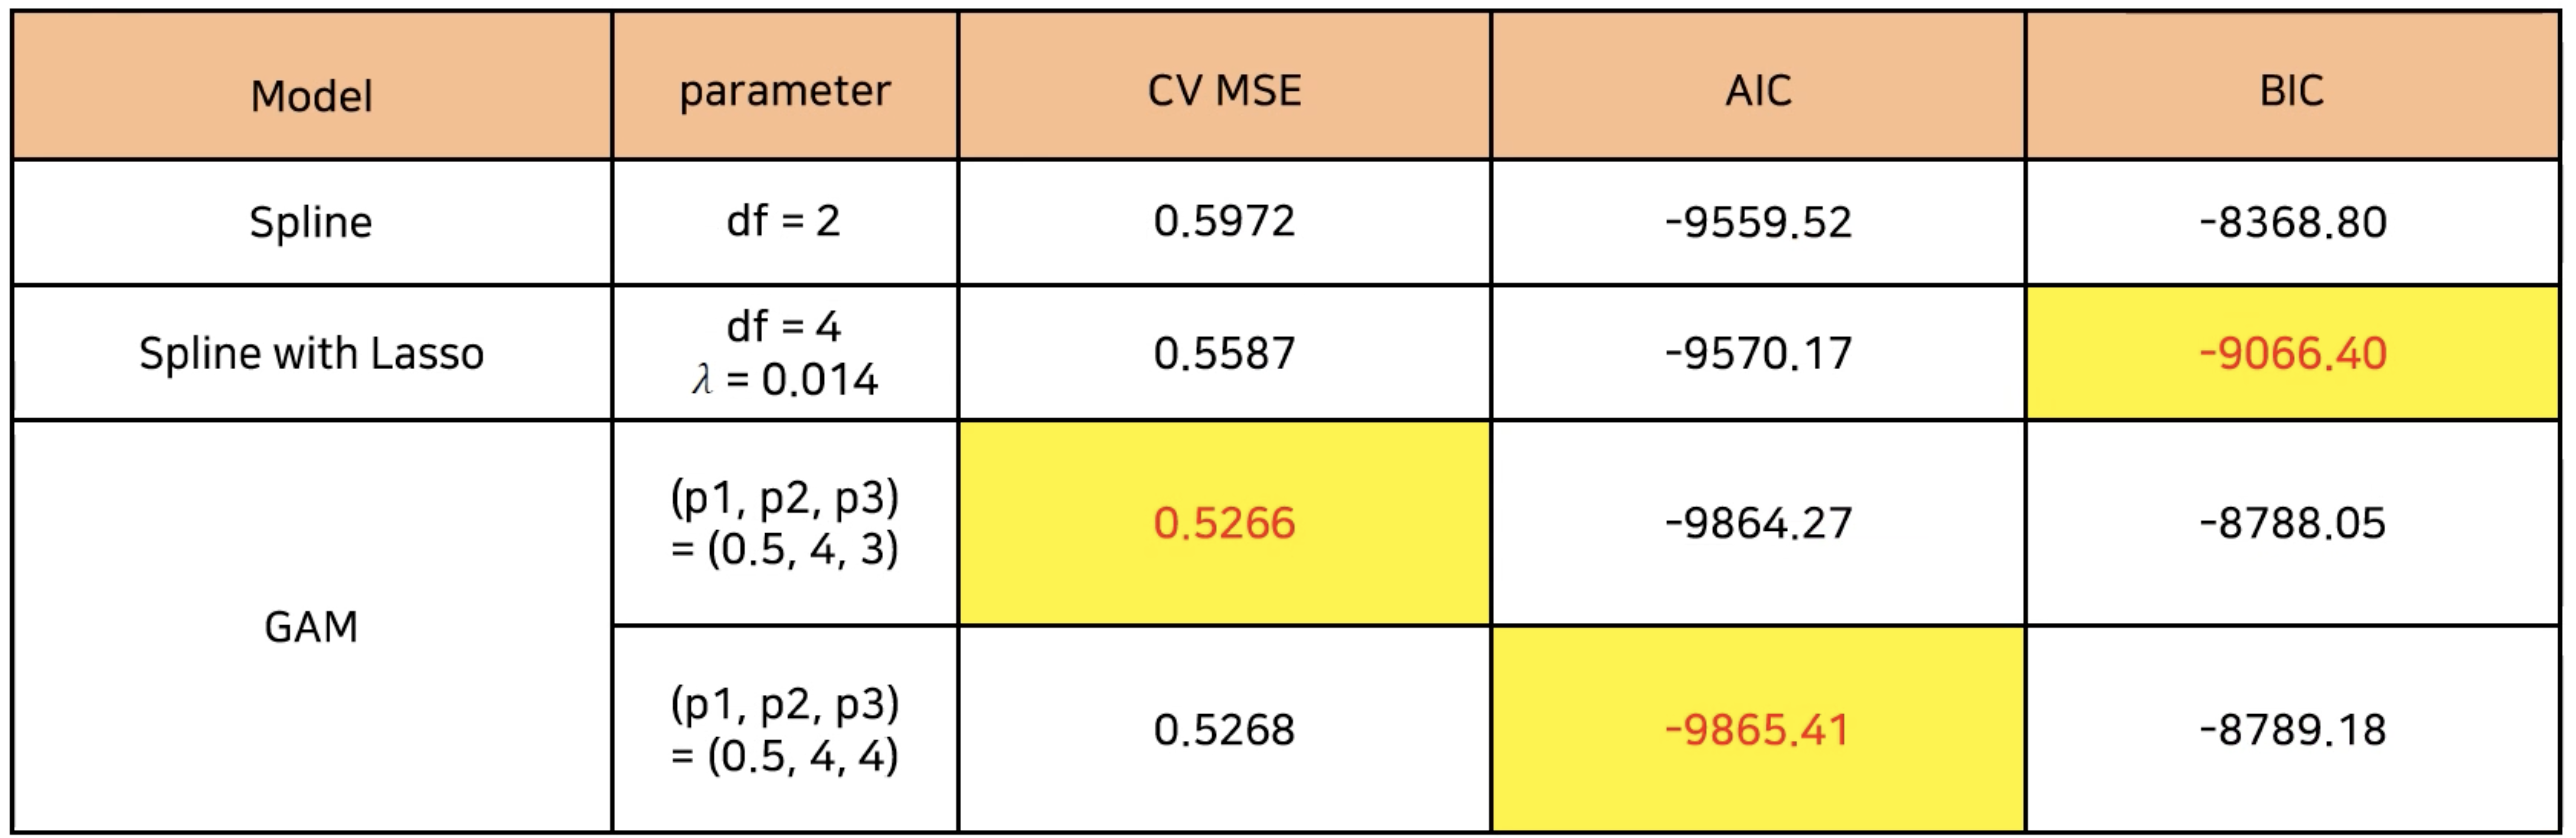 Model parameter CV MSE AIC BIC
Spline df = 2 0.5972 -9559.52 -8368.80
Spline with Lasso df = 4
λ = 0.014 0.5587 -9570.17 -9066.40
GAM (p1, p2, p3)
= (0.5, 4, 3) 0.5266 -9864.27 -8788.05
(p1, p2, p3)
= (0.5, 4, 4) 0.5268 -9865.41 -8789.18